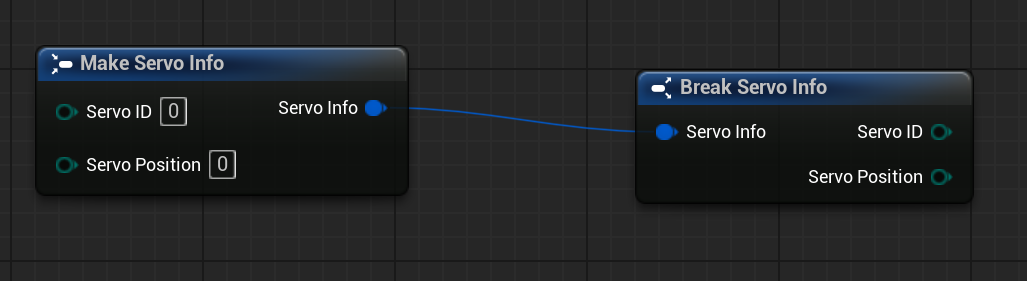 Make Servo Info
Servo ID 0 Servo Info
Servo Position 0
Break Servo Info
Servo Info Servo ID
Servo Position